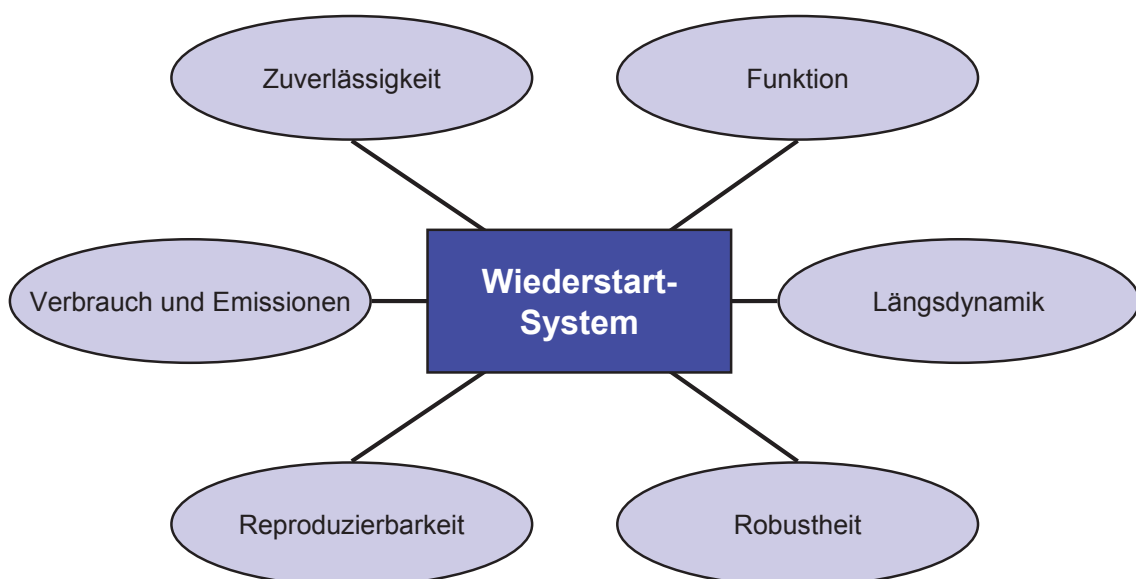 Zuverlässigkeit
Funktion
Verbrauch und Emissionen
Wiederstart-
System
Längsdynamik
Reproduzierbarkeit
Robustheit